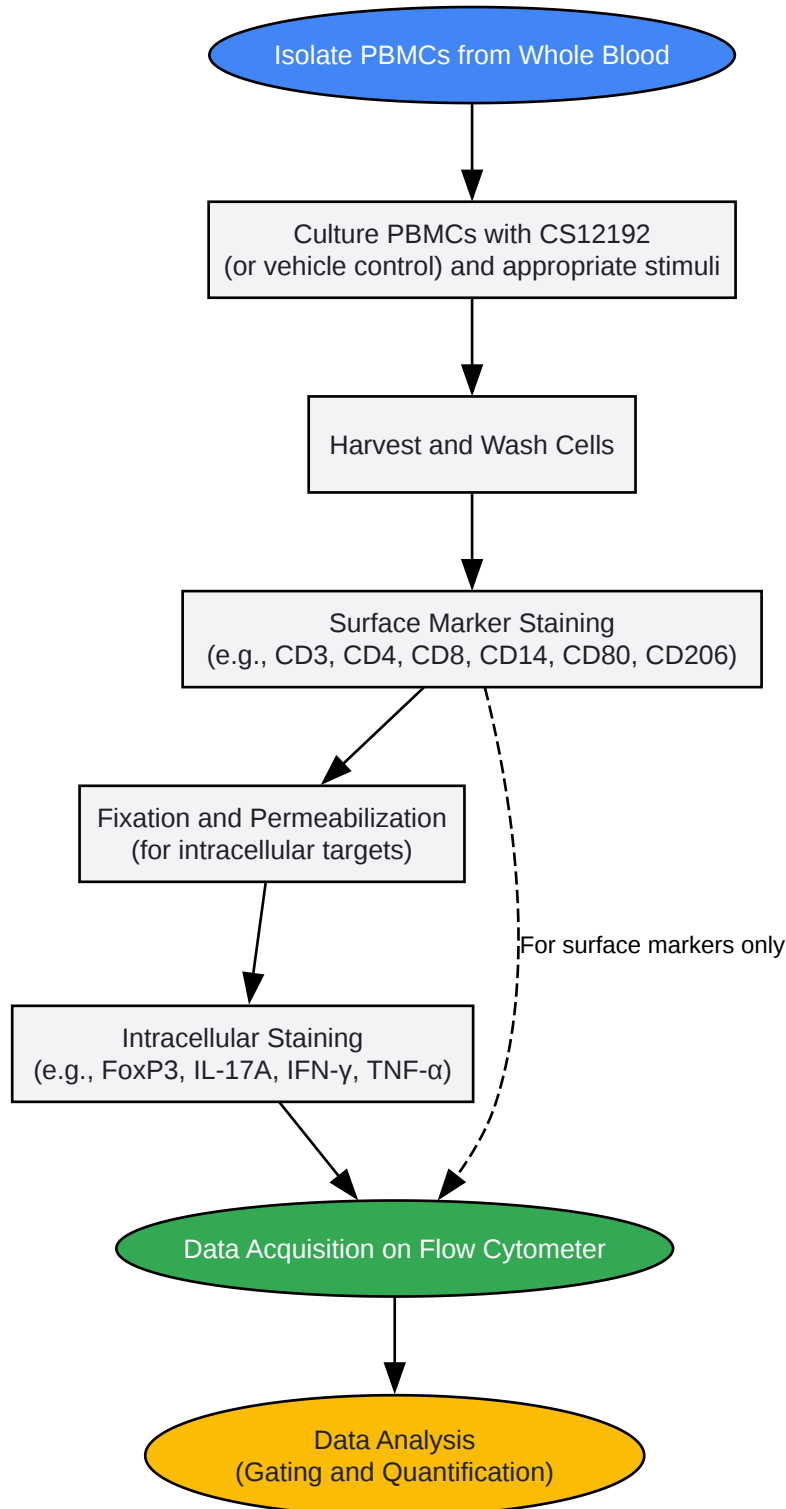 Isolate PBMCs from Whole Blood
Culture PBMCs with CS12192
(or vehicle control) and appropriate stimuli
Harvest and Wash Cells
Surface Marker Staining
(e.g., CD3, CD4, CD8, CD14, CD80, CD206)
Fixation and Permeabilization
(for intracellular targets)
For surface markers only
Intracellular Staining
(e.g., FoxP3, IL-17A, IFN-γ, TNF-α)
Data Acquisition on Flow Cytometer
Data Analysis
(Gating and Quantification)